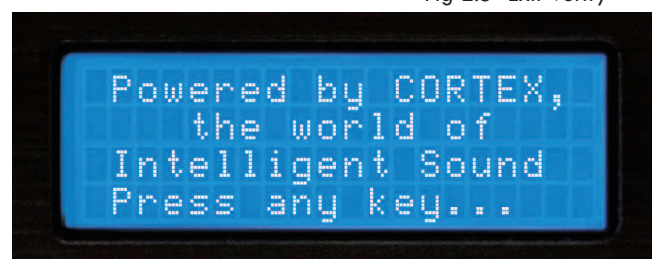 Powered by CORTEX,
the world of
Intelligent Sound
Press any key...